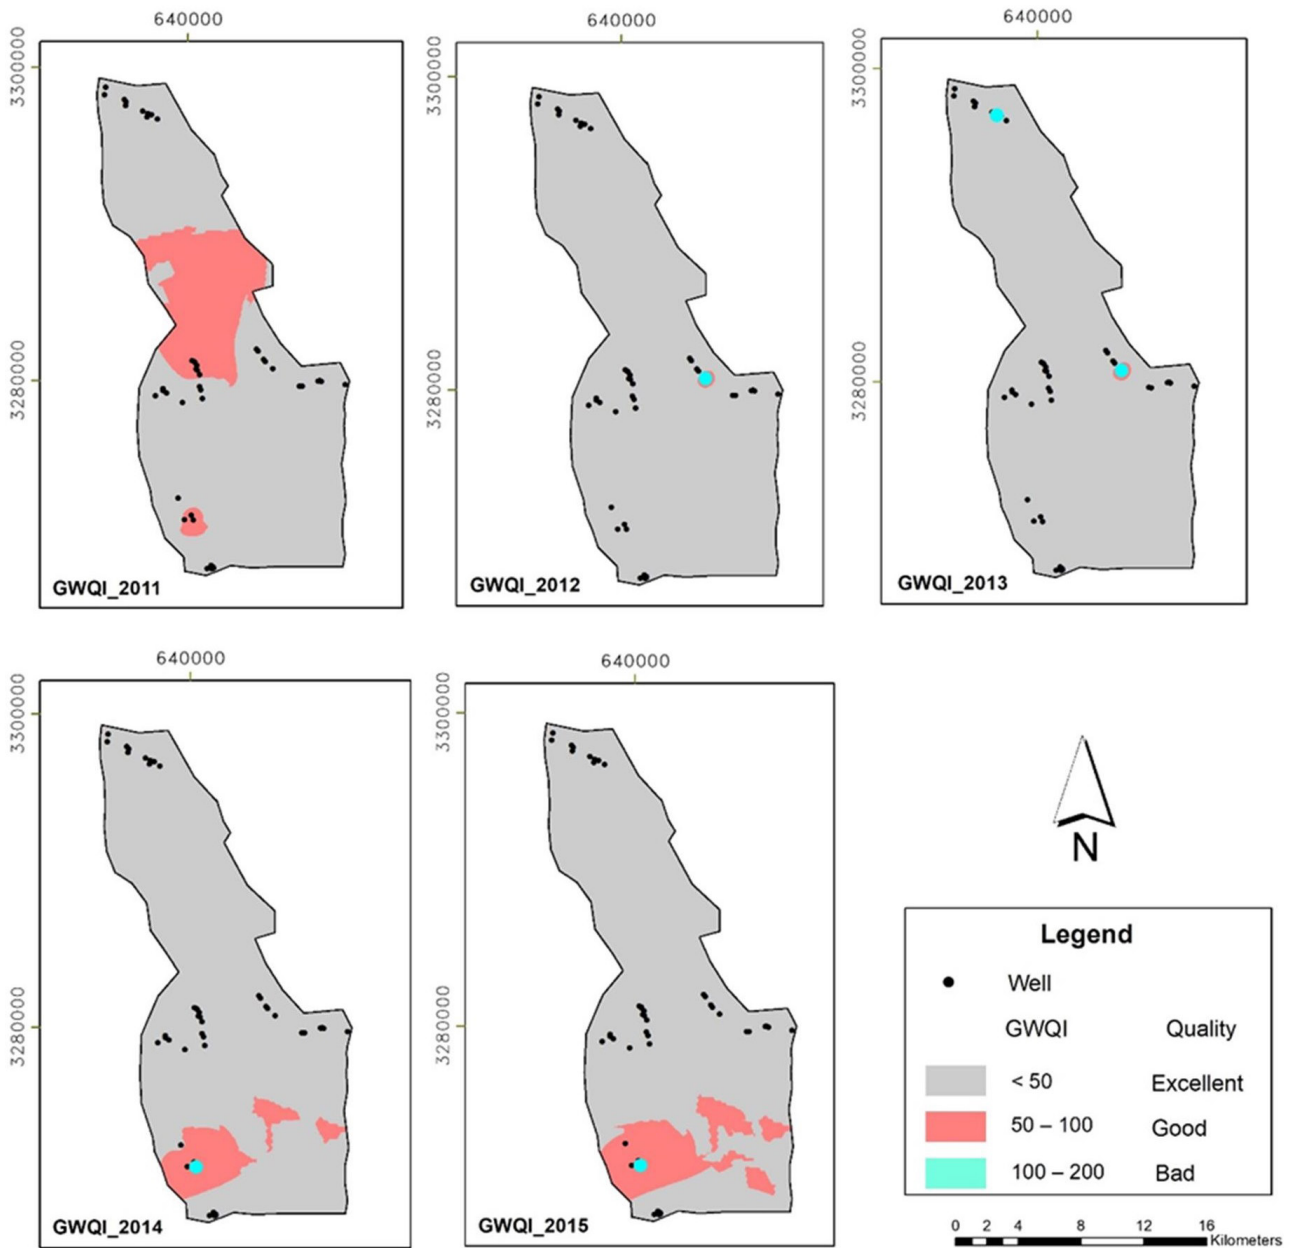 640000
640000
640000
3300000
3300000
3300000
3280000
3280000
3280000
GWQI_2011
GWQI_2012
GWQI_2013
640000
640000
3300000
3300000
3280000
3280000
GWQI_2014
GWQI_2015
N
Legend
Well
GWQI Quality
< 50 Excellent
50 – 100 Good
100 – 200 Bad
0 2 4 8 12 16
Kilometers